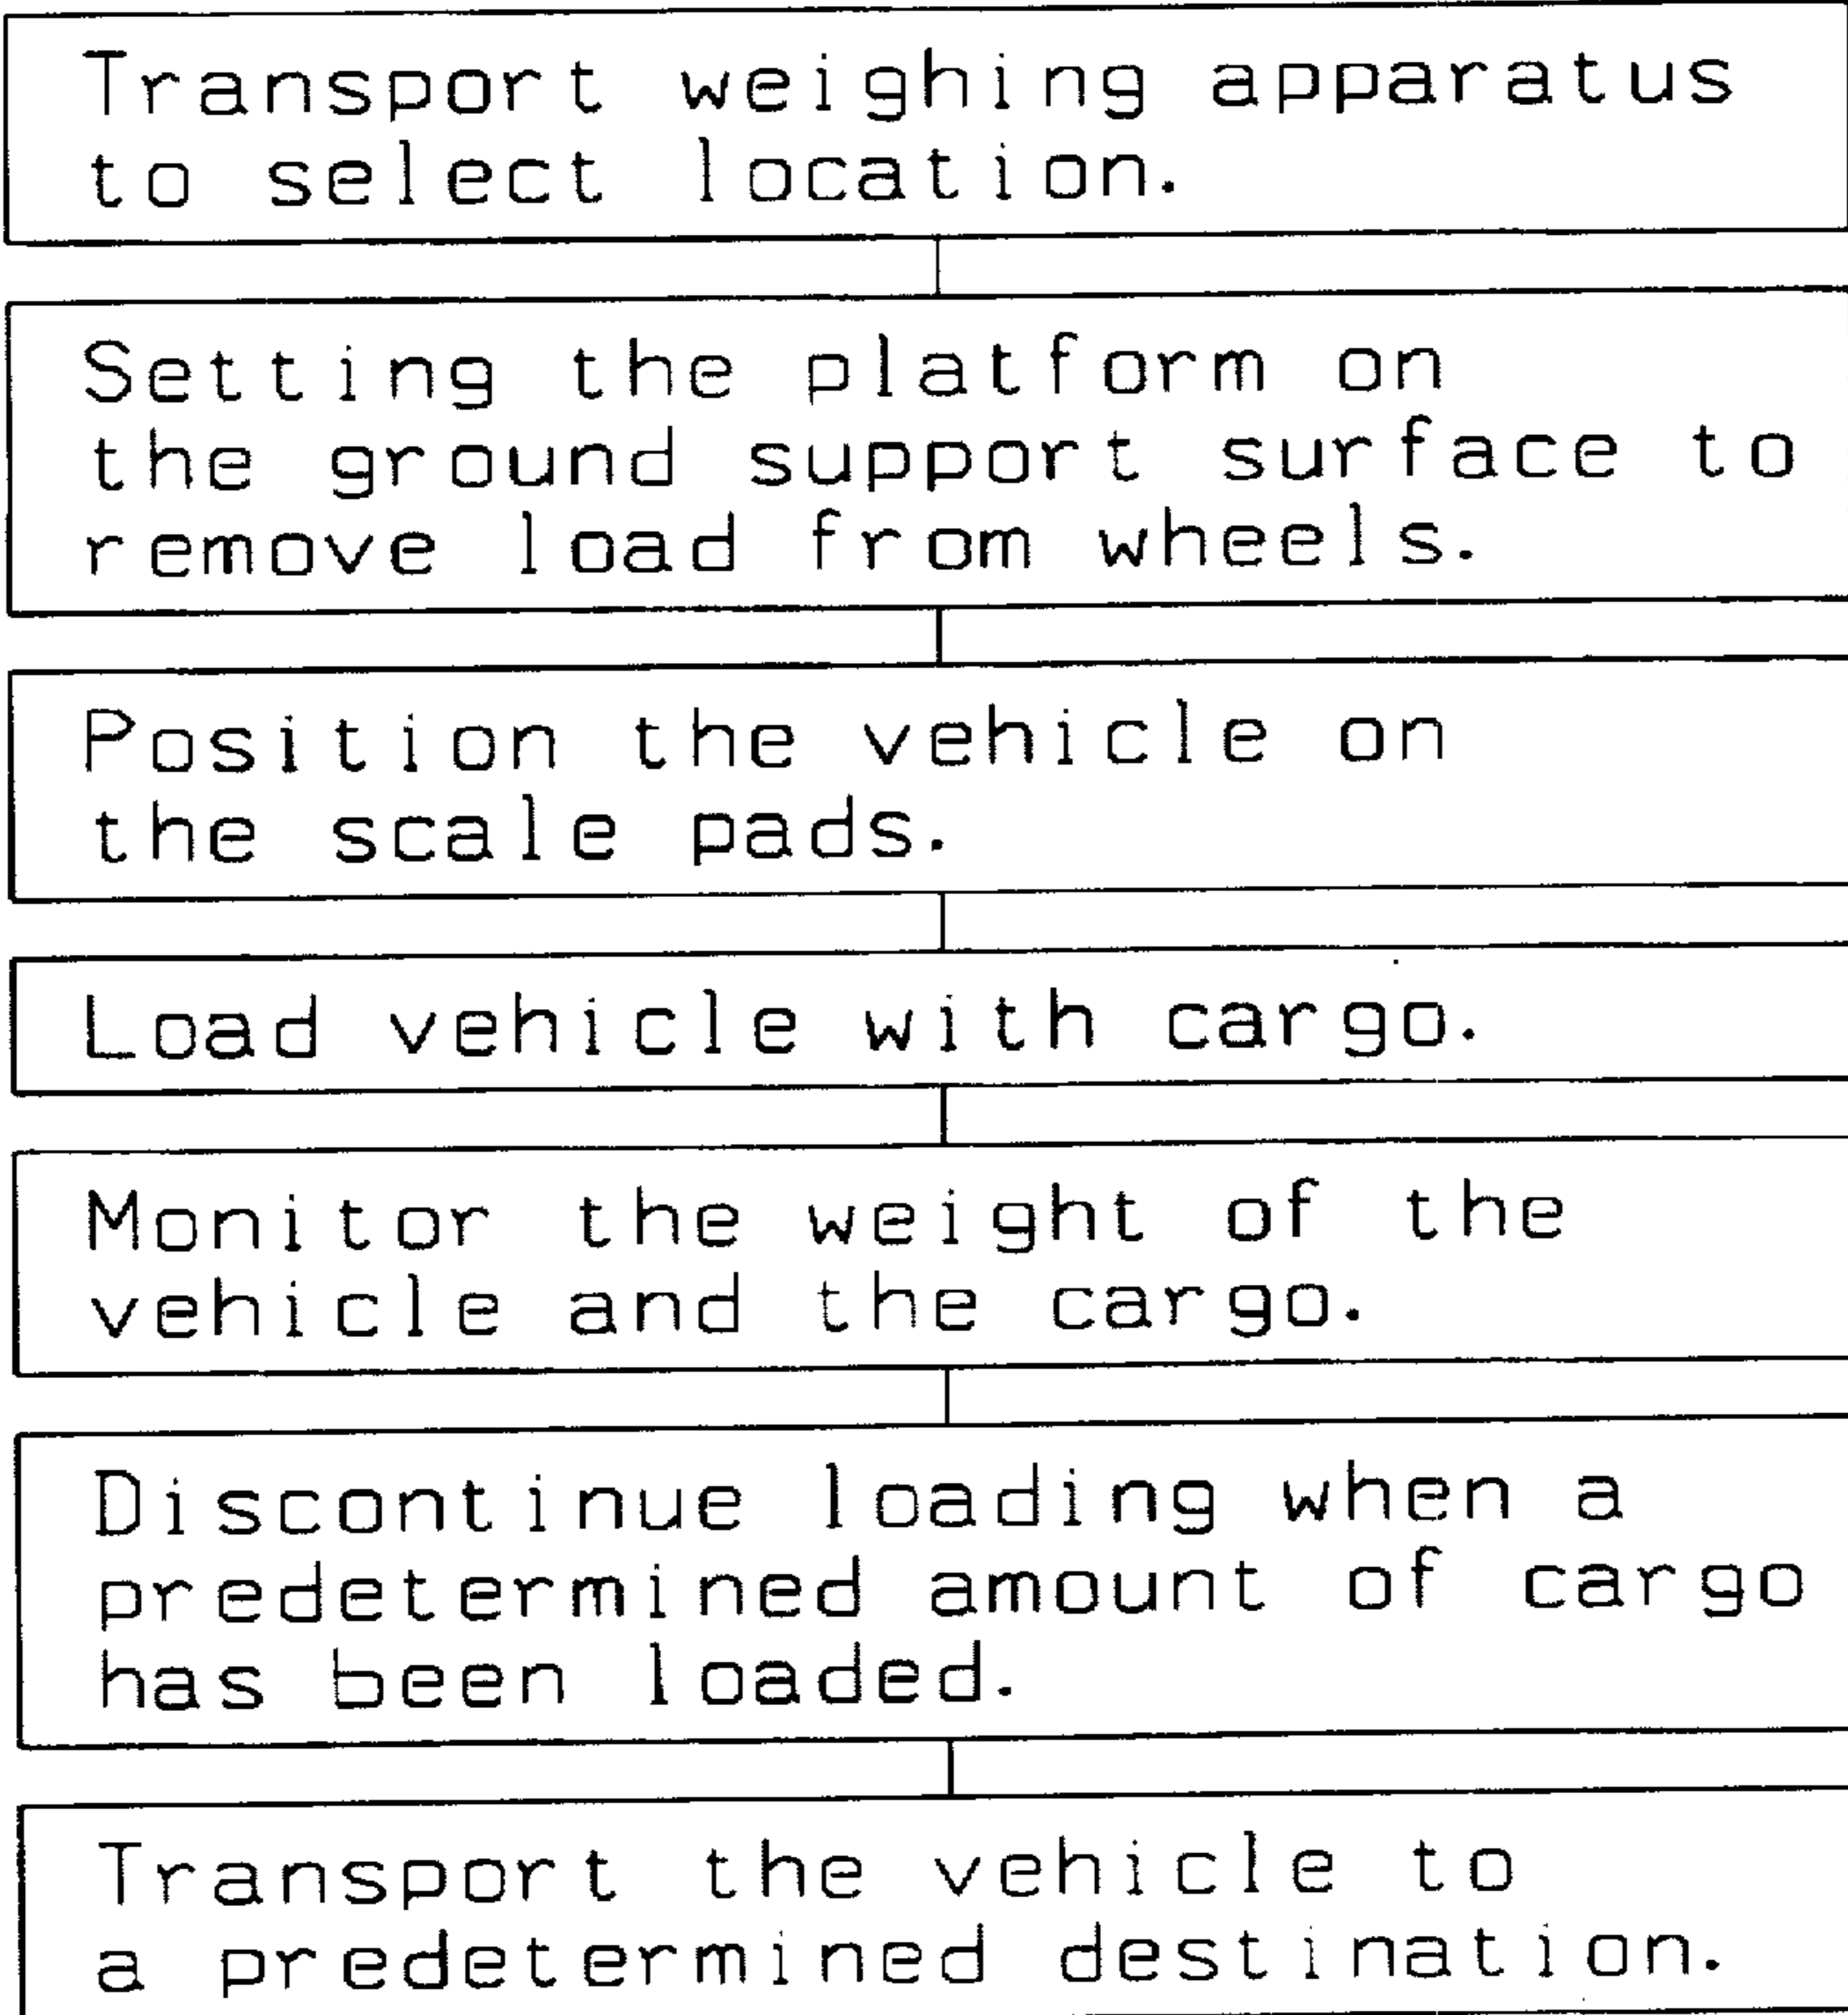 Transport weighing apparatus
to select location.
Setting the platform on
the ground support surface to
remove load from wheels.
Position the vehicle on
the scale pads.
Load vehicle with cargo.
Monitor the weight of the
vehicle and the cargo.
Discontinue loading when a
predetermined amount of cargo
has been loaded.
Transport the vehicle to
a predetermined destination.